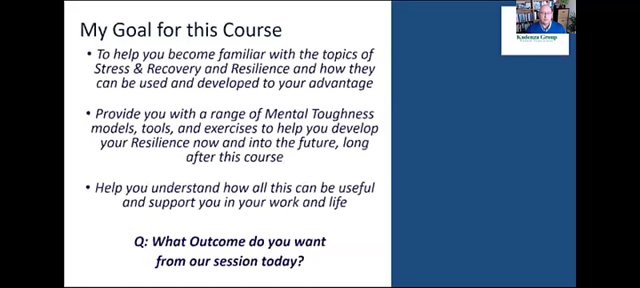 My Goal for this Course
• To help you become familiar with the topics of
Stress & Recovery and Resilience and how they
can be used and developed to your advantage
• Provide you with a range of Mental Toughness
models, tools, and exercises to help you develop
your Resilience now and into the future, long
after this course
• Help you understand how all this can be useful
and support you in your work and life
Q: What Outcome do you want
from our session today?
Kadenza Group